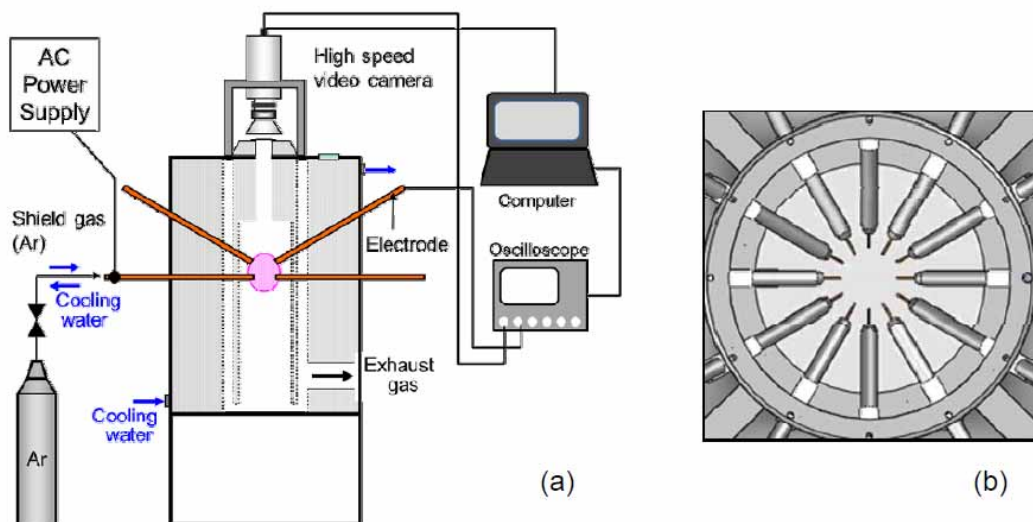 AC
Power
Supply
High speed
video camera
Computer
Shield gas
(Ar)
Electrode
Oscilloscope
Cooling
water
Exhaust
gas
Cooling
water
Ar
(a)
(b)